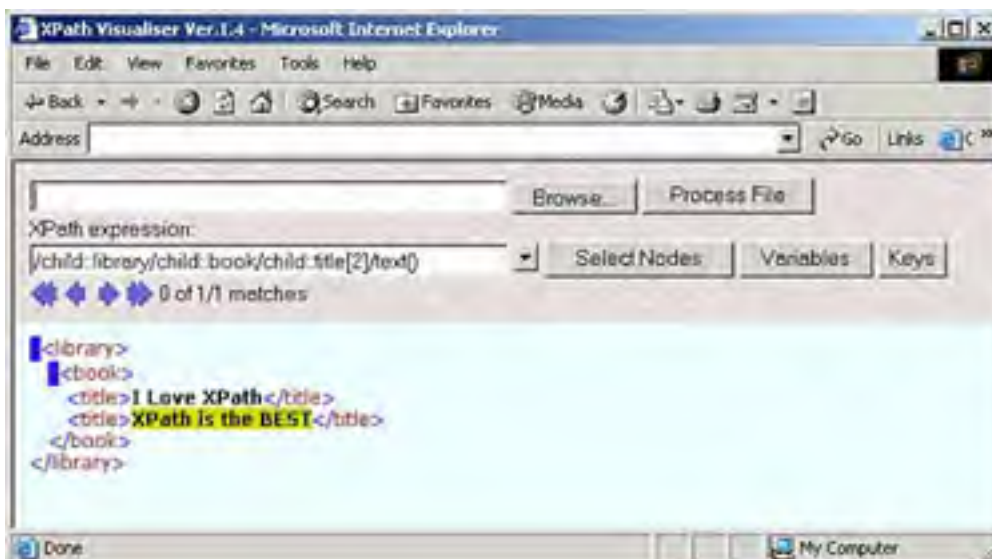 XPath Visualiser Ver.1.4 - Microsoft Internet Explorer
File Edit View Favorites Tools Help
Back Search Favorites Media
Address Go Links
Browse... Process File
XPath expression:
/child::library/child::book/child::title[2]/text() Select Nodes Variables Keys
0 of 1/1 matches
<library>
<book>
<title>I Love XPath</title>
<title>XPath is the BEST</title>
</book>
</library>
Done My Computer